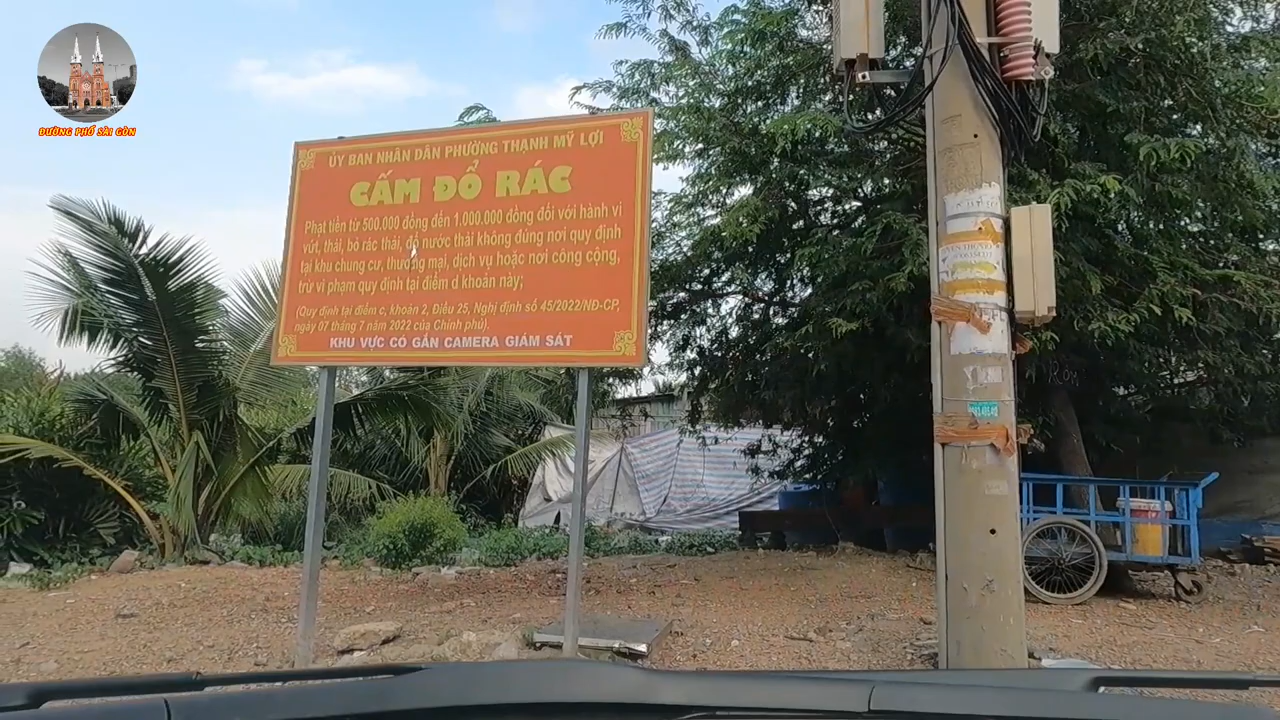 ĐƯỜNG PHỐ SÀI GÒN
ỦY BAN NHÂN DÂN PHƯỜNG THẠNH MỸ LỢI
CẤM ĐỔ RÁC
Phạt tiền từ 500.000 đồng đến 1.000.000 đồng đối với hành vi
vứt, thải, bỏ rác thải, đổ nước thải không đúng nơi quy định
tại khu chung cư, thương mại, dịch vụ hoặc nơi công cộng,
trừ vi phạm quy định tại điểm d khoản này;
(Quy định tại điểm c, khoản 2, Điều 25, Nghị định số 45/2022/NĐ-CP,
ngày 07 tháng 7 năm 2022 của Chính phủ).
KHU VỰC CÓ GẮN CAMERA GIÁM SÁT